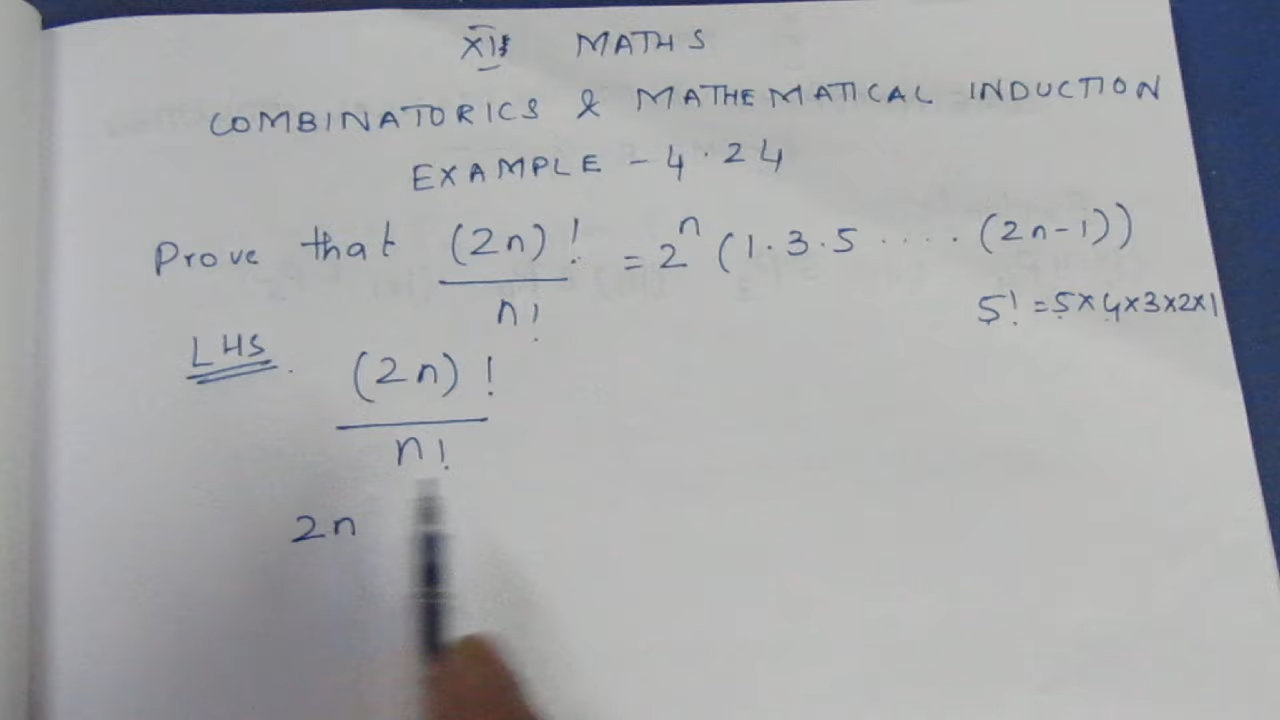 XI MATHS
COMBINATORICS & MATHEMATICAL INDUCTION
EXAMPLE - 4.24
Prove that (2n)! / n! = 2^n (1.3.5 ..... (2n-1))
5! = 5×4×3×2×1
LHS. (2n)! / n!
2n